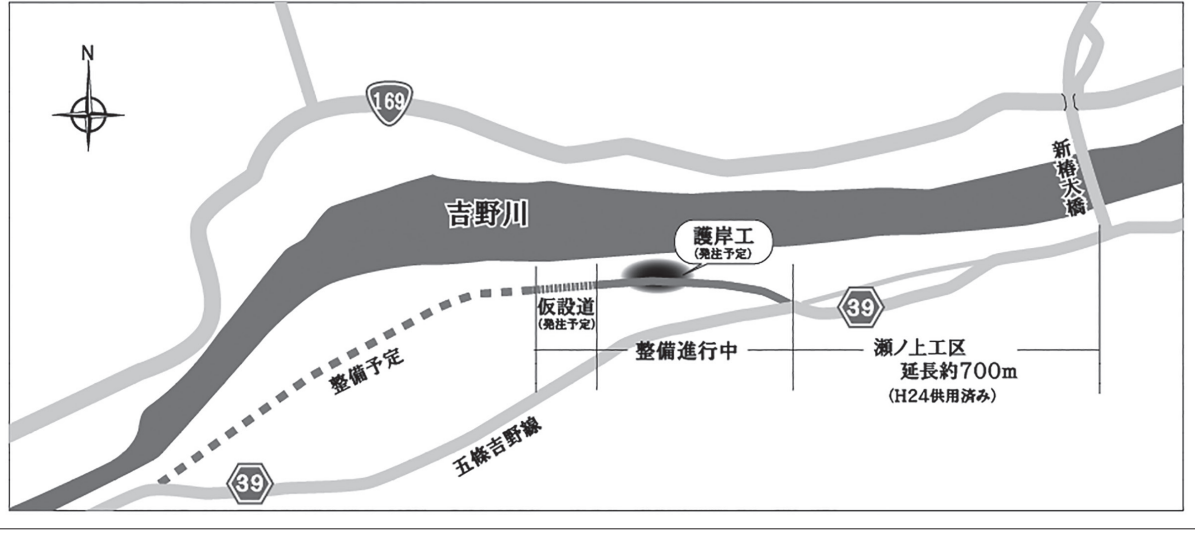 N
169
新椿大橋
吉野川
護岸工
(発注予定)
39
仮設道
(発注予定)
整備進行中
瀬ノ上工区
延長約700m
(H24供用済み)
整備予定
五條吉野線
39